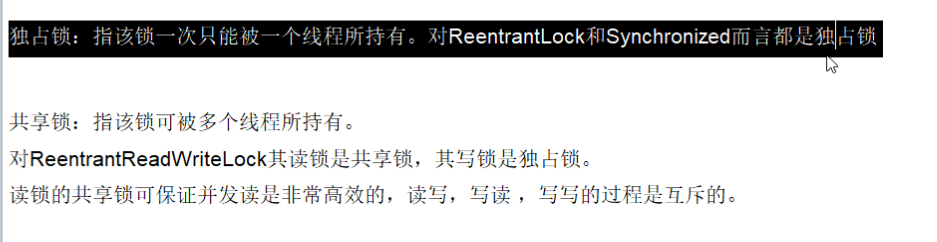 独占锁：指该锁一次只能被一个线程所持有。对ReentrantLock和Synchronized而言都是独占锁
共享锁：指该锁可被多个线程所持有。
对ReentrantReadWriteLock其读锁是共享锁，其写锁是独占锁。
读锁的共享锁可保证并发读是非常高效的，读写，写读 ，写写的过程是互斥的。